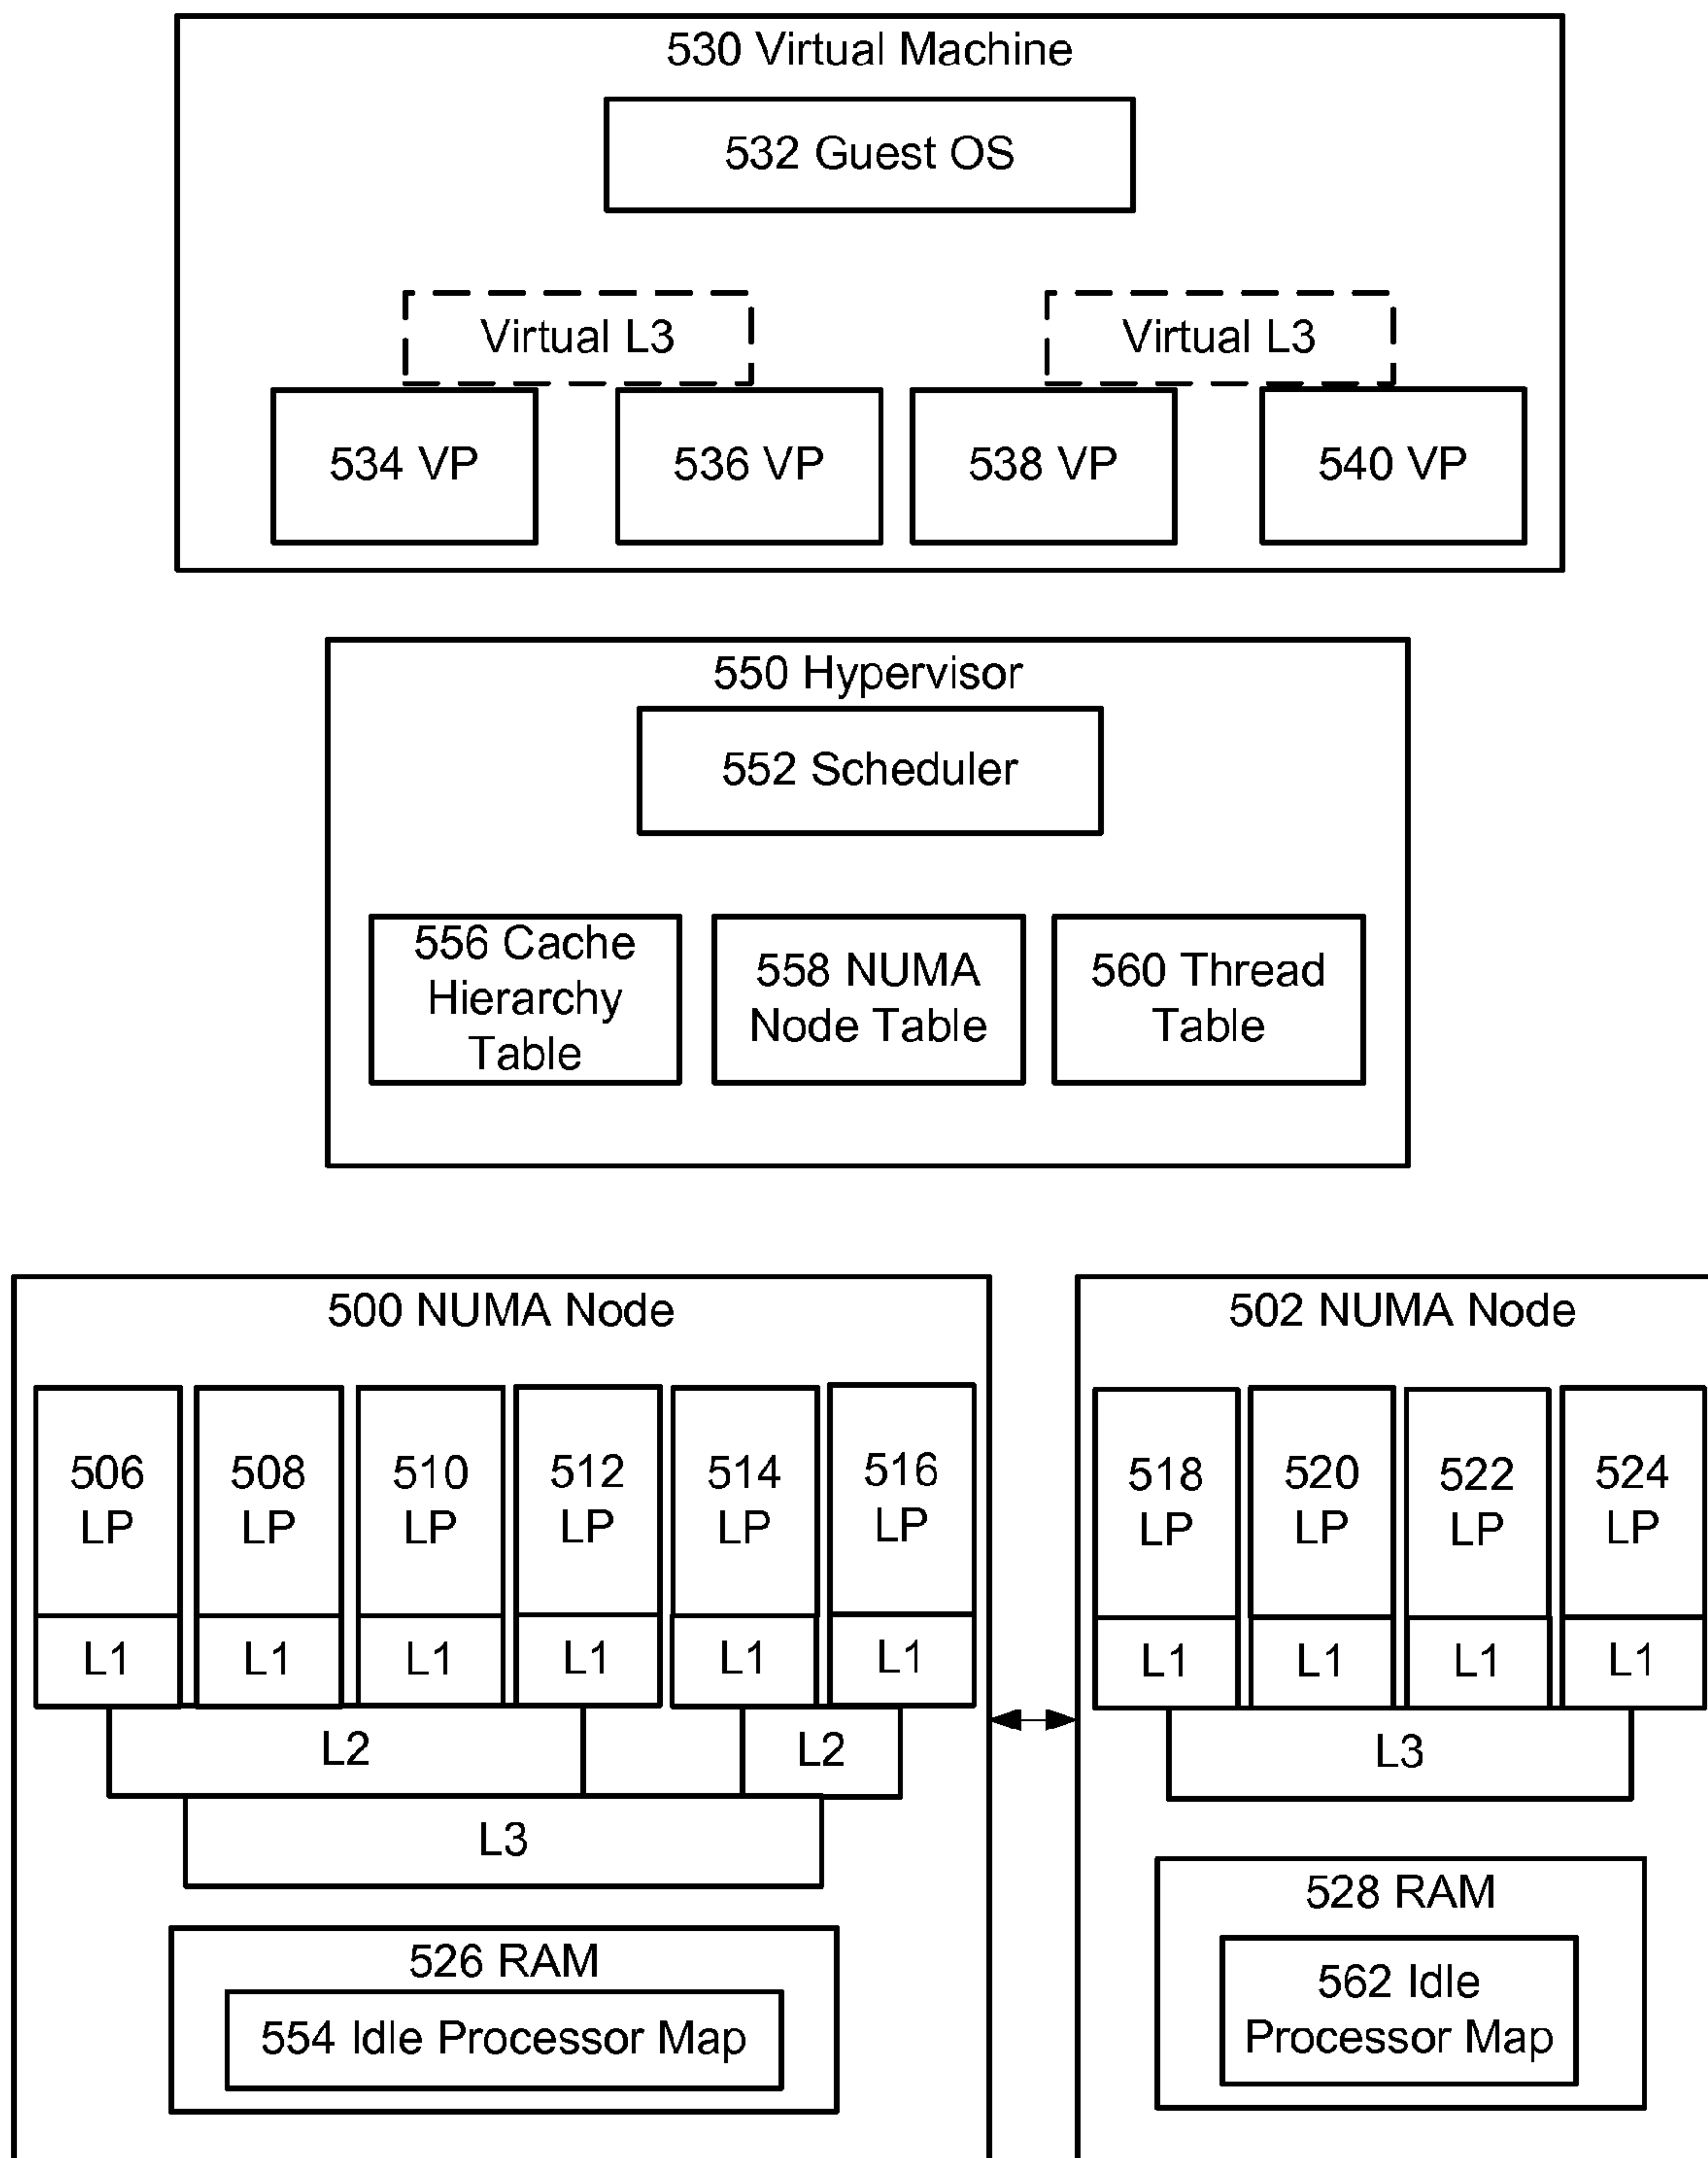 530 Virtual Machine
532 Guest OS
Virtual L3
Virtual L3
534 VP
536 VP
538 VP
540 VP
550 Hypervisor
552 Scheduler
556 Cache
Hierarchy
Table
558 NUMA
Node Table
560 Thread
Table
500 NUMA Node
506
LP
508
LP
510
LP
512
LP
514
LP
516
LP
L1
L1
L1
L1
L1
L1
L2
L2
L3
526 RAM
554 Idle Processor Map
502 NUMA Node
518
LP
520
LP
522
LP
524
LP
L1
L1
L1
L1
L3
528 RAM
562 Idle
Processor Map